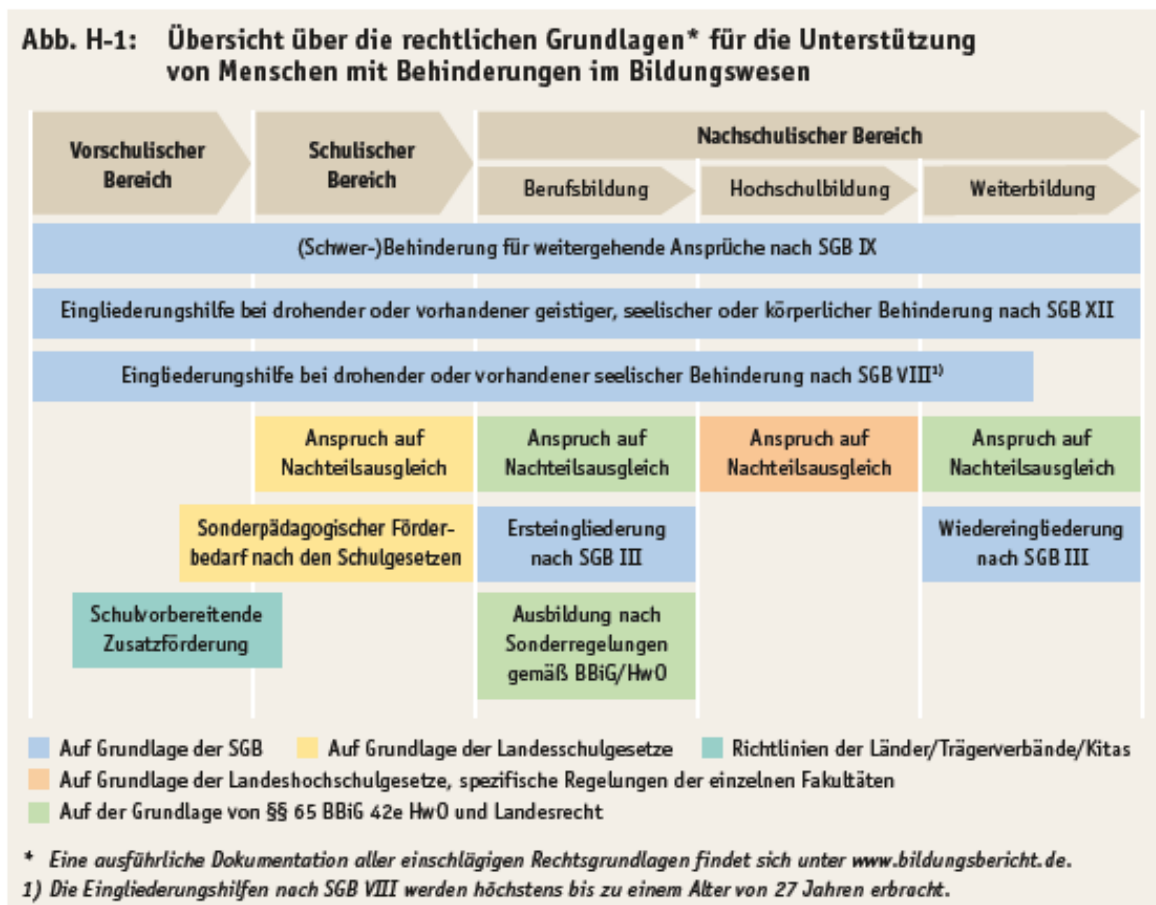 Abb. H-1: Übersicht über die rechtlichen Grundlagen* für die Unterstützung
von Menschen mit Behinderungen im Bildungswesen
Vorschulischer
Bereich
Schulischer
Bereich
Nachschulischer Bereich
Berufsbildung
Hochschulbildung
Weiterbildung
(Schwer-)Behinderung für weitergehende Ansprüche nach SGB IX
Eingliederungshilfe bei drohender oder vorhandener geistiger, seelischer oder körperlicher Behinderung nach SGB XII
Eingliederungshilfe bei drohender oder vorhandener seelischer Behinderung nach SGB VIII¹⁾
Anspruch auf
Nachteilsausgleich
Anspruch auf
Nachteilsausgleich
Anspruch auf
Nachteilsausgleich
Anspruch auf
Nachteilsausgleich
Sonderpädagogischer Förder-
bedarf nach den Schulgesetzen
Ersteingliederung
nach SGB III
Wiedereingliederung
nach SGB III
Schulvorbereitende
Zusatzförderung
Ausbildung nach
Sonderregelungen
gemäß BBiG/HwO
Auf Grundlage der SGB
Auf Grundlage der Landesschulgesetze
Richtlinien der Länder/Trägerverbände/Kitas
Auf Grundlage der Landeshochschulgesetze, spezifische Regelungen der einzelnen Fakultäten
Auf der Grundlage von §§ 65 BBiG 42e HwO und Landesrecht
* Eine ausführliche Dokumentation aller einschlägigen Rechtsgrundlagen findet sich unter www.bildungsbericht.de.
1) Die Eingliederungshilfen nach SGB VIII werden höchstens bis zu einem Alter von 27 Jahren erbracht.